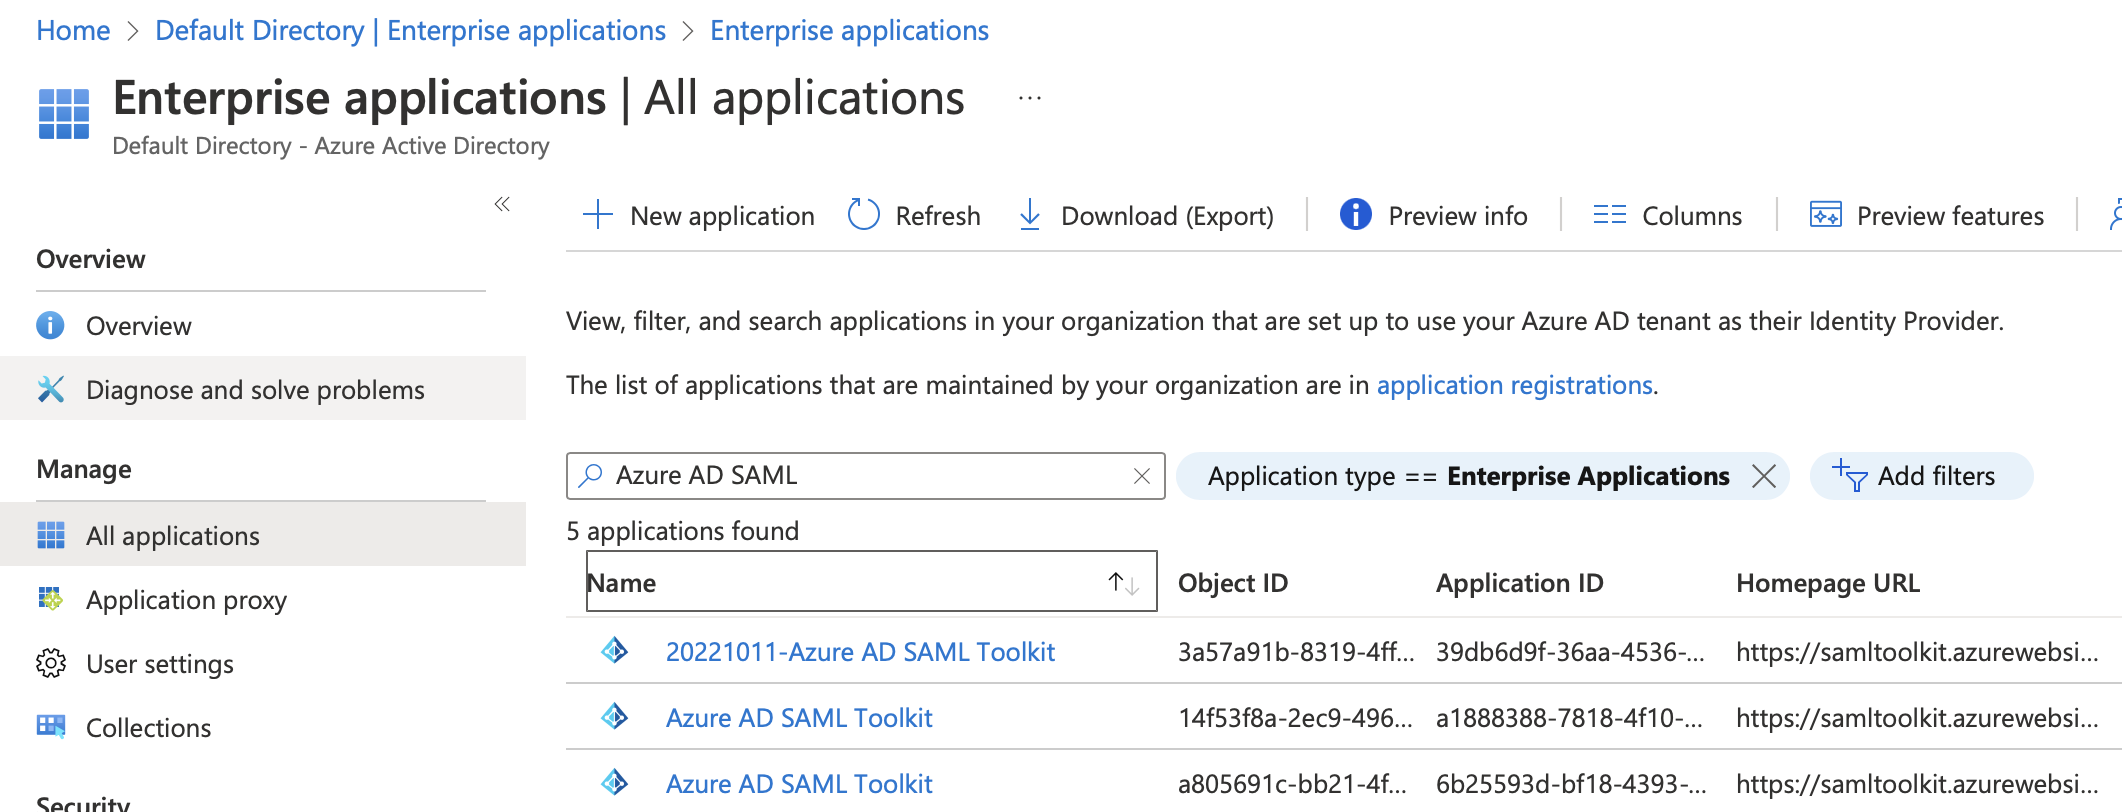 Home > Default Directory | Enterprise applications > Enterprise applications
Enterprise applications | All applications ...
Default Directory - Azure Active Directory
«
Overview
Overview
Diagnose and solve problems
Manage
All applications
Application proxy
User settings
Collections
Security
New application Refresh Download (Export) Preview info Columns Preview features
View, filter, and search applications in your organization that are set up to use your Azure AD tenant as their Identity Provider.
The list of applications that are maintained by your organization are in application registrations.
Azure AD SAML Application type == Enterprise Applications Add filters
5 applications found
Name Object ID Application ID Homepage URL
20221011-Azure AD SAML Toolkit 3a57a91b-8319-4ff... 39db6d9f-36aa-4536-... https://samltoolkit.azurewebsi...
Azure AD SAML Toolkit 14f53f8a-2ec9-496... a1888388-7818-4f10-... https://samltoolkit.azurewebsi...
Azure AD SAML Toolkit a805691c-bb21-4f... 6b25593d-bf18-4393-... https://samltoolkit.azurewebsi...